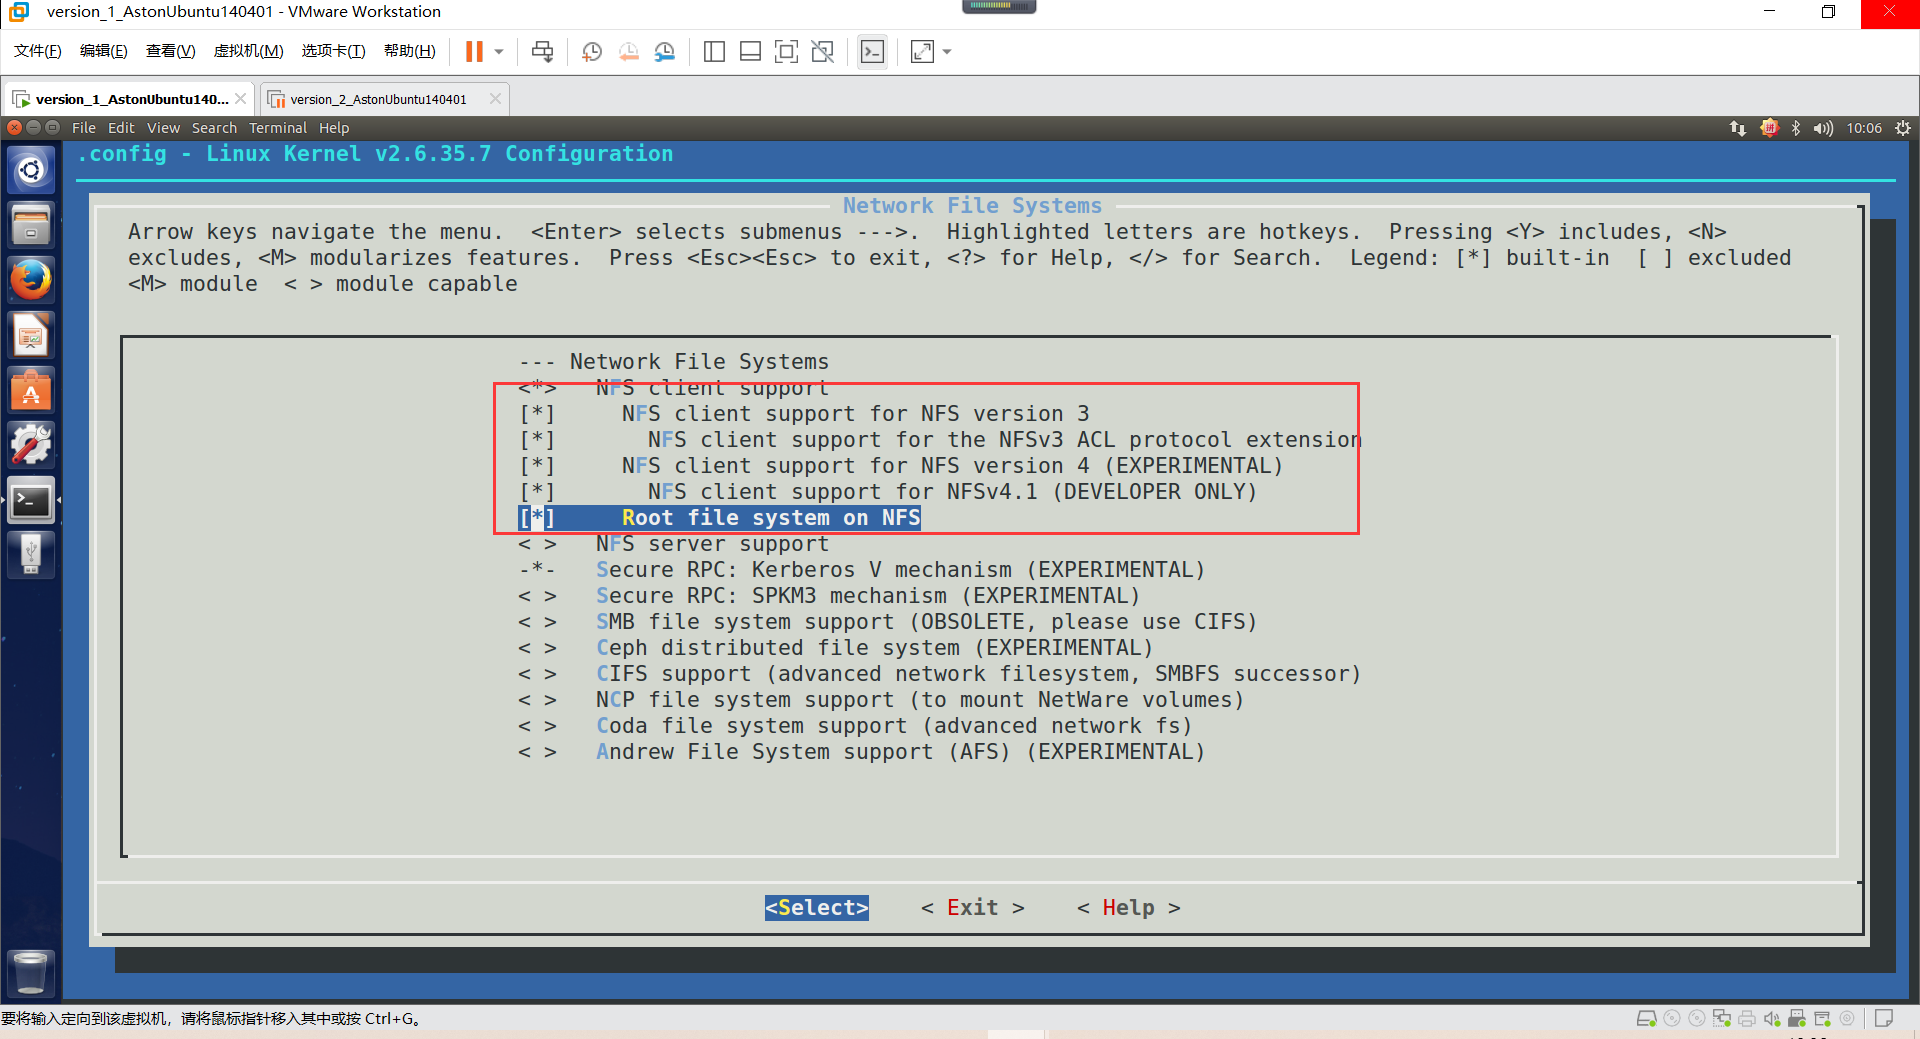 version_1_AstonUbuntu140401 - VMware Workstation
文件(F) 编辑(E) 查看(V) 虚拟机(M) 选项卡(T) 帮助(H)
version_1_AstonUbuntu140... version_2_AstonUbuntu140401
File Edit View Search Terminal Help 10:06
.config - Linux Kernel v2.6.35.7 Configuration
Network File Systems
Arrow keys navigate the menu.  <Enter> selects submenus --->.  Highlighted letters are hotkeys.  Pressing <Y> includes, <N>
excludes, <M> modularizes features.  Press <Esc><Esc> to exit, <?> for Help, </> for Search.  Legend: [*] built-in  [ ] excluded
<M> module  < > module capable
--- Network File Systems
<*>   NFS client support
[*]     NFS client support for NFS version 3
[*]       NFS client support for the NFSv3 ACL protocol extension
[*]     NFS client support for NFS version 4 (EXPERIMENTAL)
[*]       NFS client support for NFSv4.1 (DEVELOPER ONLY)
[*]     Root file system on NFS
< >   NFS server support
-*-   Secure RPC: Kerberos V mechanism (EXPERIMENTAL)
< >   Secure RPC: SPKM3 mechanism (EXPERIMENTAL)
< >   SMB file system support (OBSOLETE, please use CIFS)
< >   Ceph distributed file system (EXPERIMENTAL)
< >   CIFS support (advanced network filesystem, SMBFS successor)
< >   NCP file system support (to mount NetWare volumes)
< >   Coda file system support (advanced network fs)
< >   Andrew File System support (AFS) (EXPERIMENTAL)
<Select>    < Exit >    < Help >
要将输入定向到该虚拟机，请将鼠标指针移入其中或按 Ctrl+G。